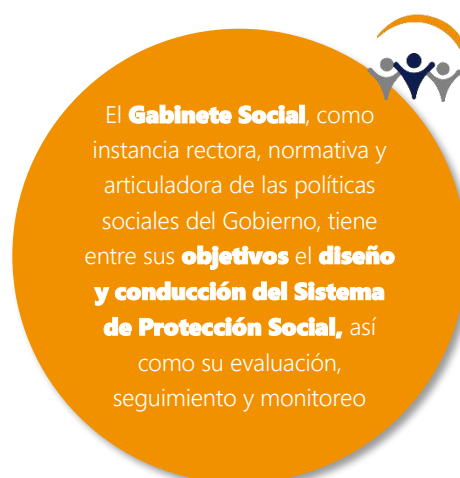 El Gabinete Social, como
instancia rectora, normativa y
articuladora de las políticas
sociales del Gobierno, tiene
entre sus objetivos el diseño
y conducción del Sistema
de Protección Social, así
como su evaluación,
seguimiento y monitoreo